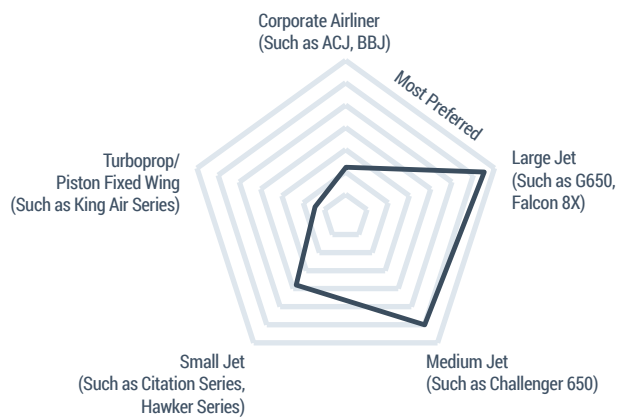 Corporate Airliner
(Such as ACJ, BBJ)
Most Preferred
Turboprop/
Piston Fixed Wing
(Such as King Air Series)
Large Jet
(Such as G650,
Falcon 8X)
Small Jet
(Such as Citation Series,
Hawker Series)
Medium Jet
(Such as Challenger 650)